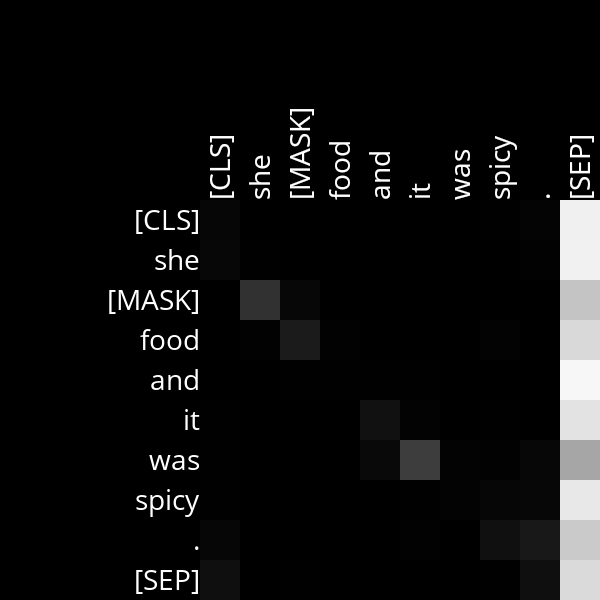 [CLS] she [MASK] food and it was spicy . [SEP]
[CLS]
she
[MASK]
food
and
it
was
spicy
.
[SEP]